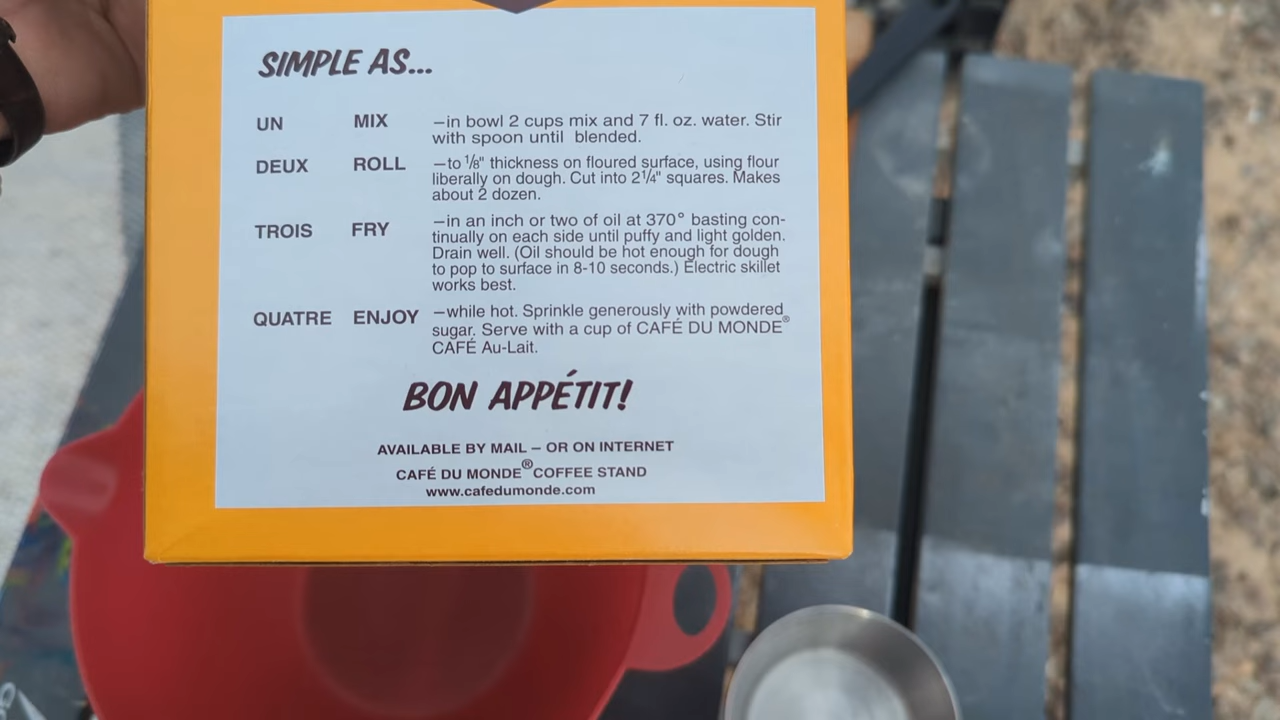 SIMPLE AS...
UN MIX –in bowl 2 cups mix and 7 fl. oz. water. Stir
with spoon until blended.
DEUX ROLL –to 1/8" thickness on floured surface, using flour
liberally on dough. Cut into 2 1/4" squares. Makes
about 2 dozen.
TROIS FRY –in an inch or two of oil at 370° basting con-
tinually on each side until puffy and light golden.
Drain well. (Oil should be hot enough for dough
to pop to surface in 8-10 seconds.) Electric skillet
works best.
QUATRE ENJOY –while hot. Sprinkle generously with powdered
sugar. Serve with a cup of CAFÉ DU MONDE®
CAFÉ Au-Lait.
BON APPÉTIT!
AVAILABLE BY MAIL – OR ON INTERNET
CAFÉ DU MONDE® COFFEE STAND
www.cafedumonde.com